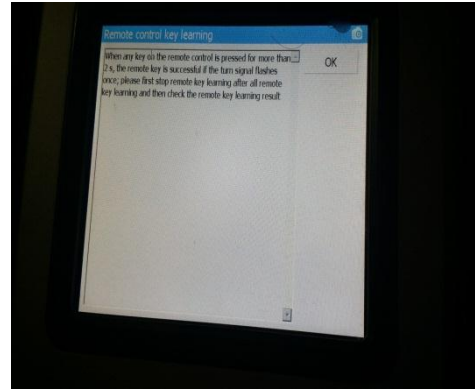 Remote control key learning
When any key on the remote control is pressed for more than
2 s, the remote key is successful if the turn signal flashes
once; please first stop remote key learning after all remote
key learning and then check the remote key learning result
OK